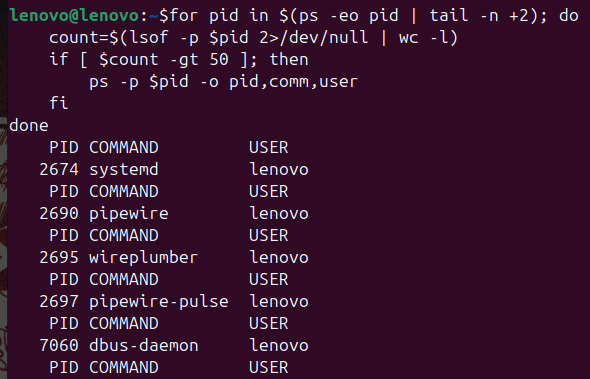 lenovo@lenovo:~$for pid in $(ps -eo pid | tail -n +2); do
    count=$(lsof -p $pid 2>/dev/null | wc -l)
    if [ $count -gt 50 ]; then
        ps -p $pid -o pid,comm,user
    fi
done
    PID COMMAND         USER
   2674 systemd         lenovo
    PID COMMAND         USER
   2690 pipewire        lenovo
    PID COMMAND         USER
   2695 wireplumber     lenovo
    PID COMMAND         USER
   2697 pipewire-pulse  lenovo
    PID COMMAND         USER
   7060 dbus-daemon     lenovo
    PID COMMAND         USER